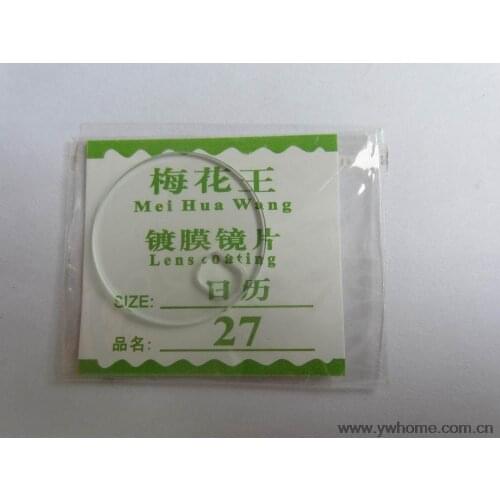 梅花王
Mei Hua Wang
镀膜镜片
Lens coating
SIZE: 日历
品名: 27
www.ywhome.com.cn